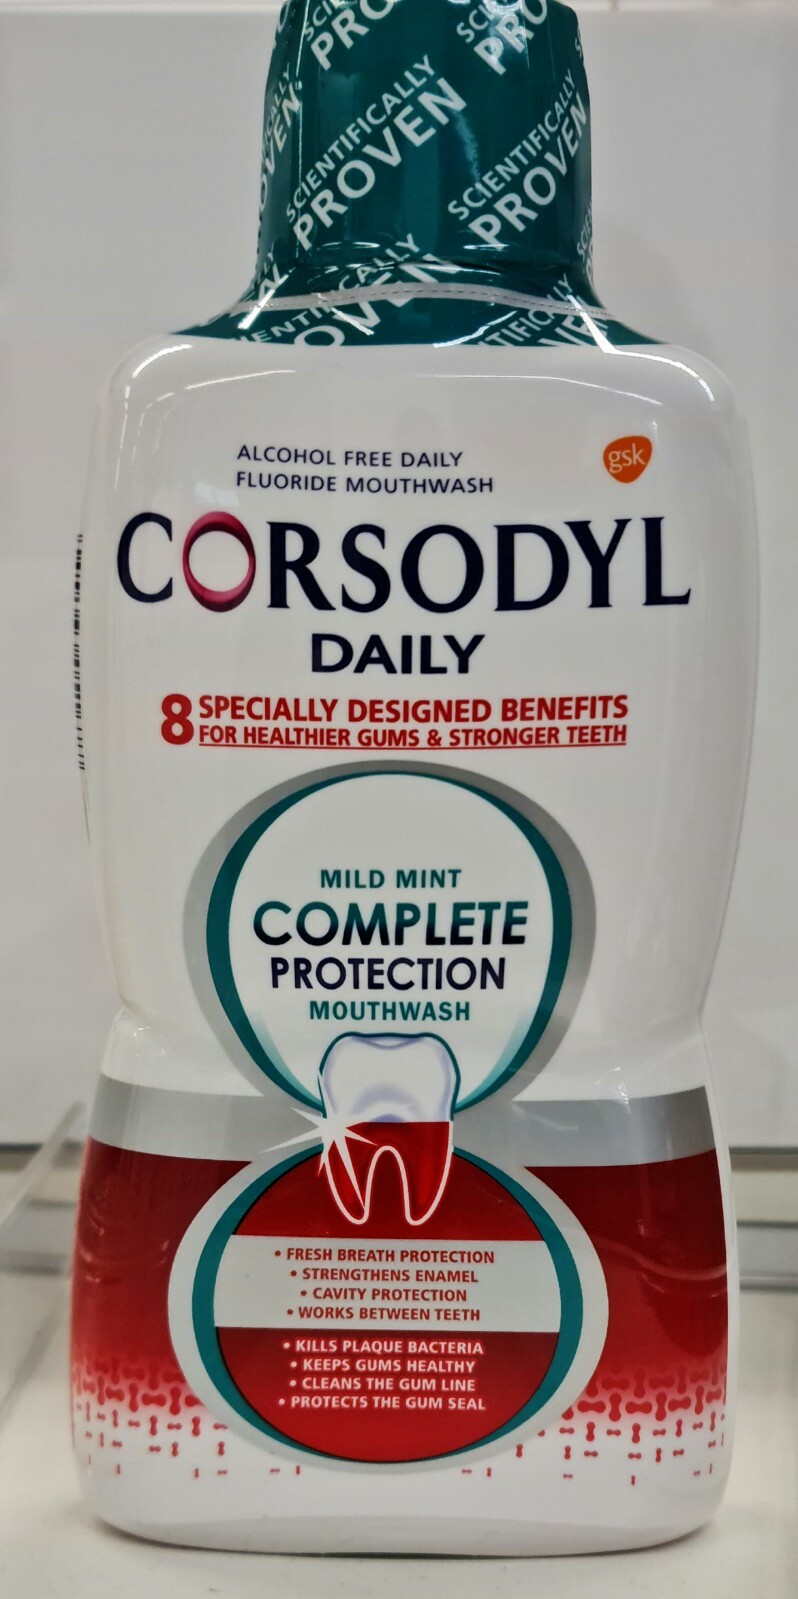 SCIENTIFICALLY
PROVEN
SCIENTIFICALLY
PROVEN
ALCOHOL FREE DAILY
FLUORIDE MOUTHWASH
gsk
CORSODYL
DAILY
8 SPECIALLY DESIGNED BENEFITS
FOR HEALTHIER GUMS & STRONGER TEETH
MILD MINT
COMPLETE
PROTECTION
MOUTHWASH
• FRESH BREATH PROTECTION
• STRENGTHENS ENAMEL
• CAVITY PROTECTION
• WORKS BETWEEN TEETH
• KILLS PLAQUE BACTERIA
• KEEPS GUMS HEALTHY
• CLEANS THE GUM LINE
• PROTECTS THE GUM SEAL